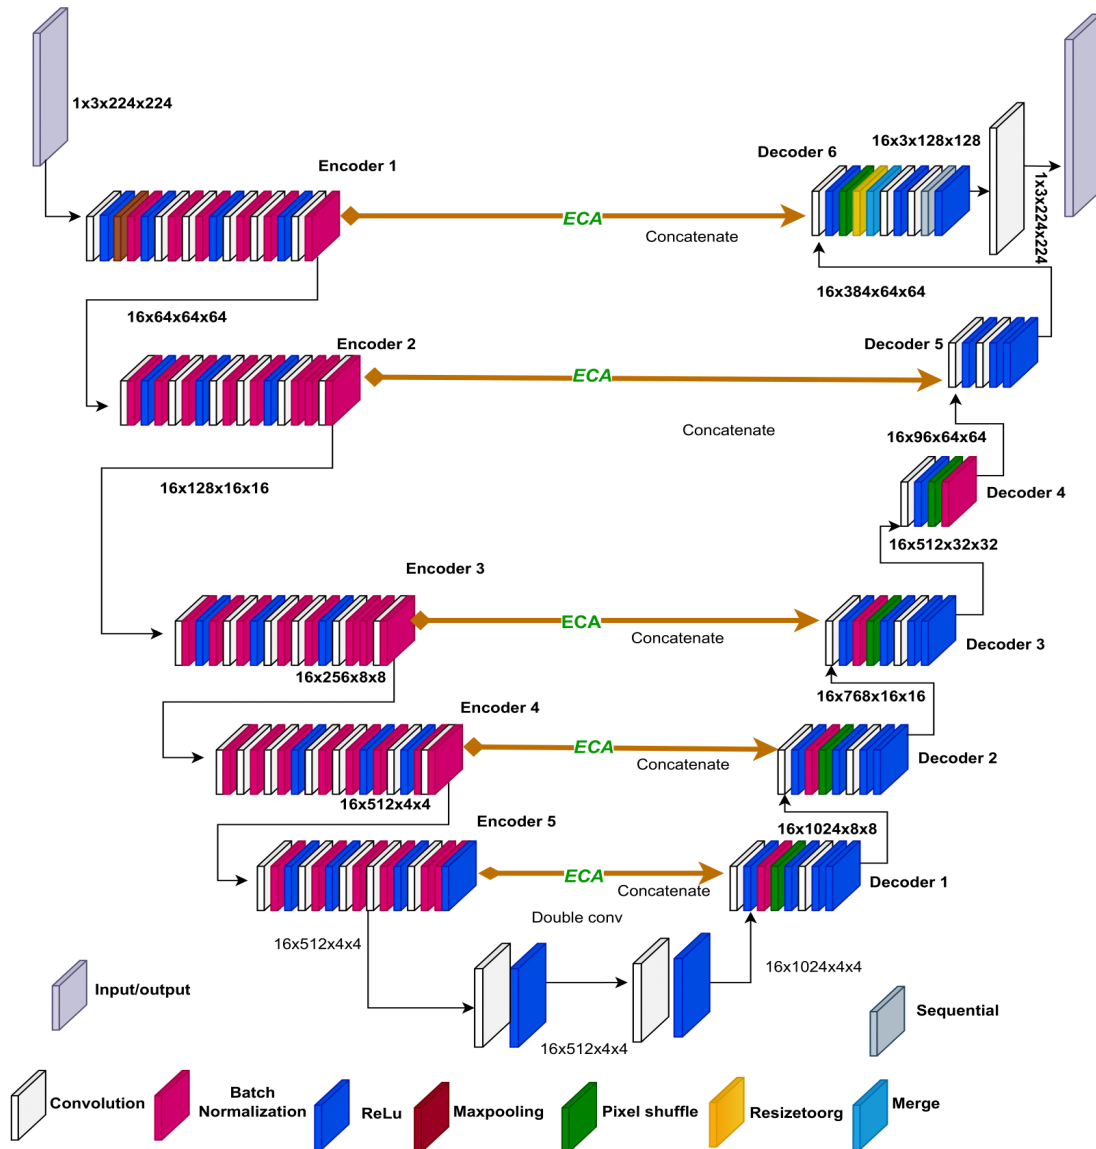 1x3x224x224
Encoder 1
ECA
Concatenate
Decoder 6
16x3x128x128
1x3x224x224
16x64x64x64
16x384x64x64
Encoder 2
ECA
Concatenate
Decoder 5
16x128x16x16
16x96x64x64
Decoder 4
16x512x32x32
Encoder 3
ECA
Concatenate
Decoder 3
16x256x8x8
16x768x16x16
Encoder 4
ECA
Concatenate
Decoder 2
16x512x4x4
16x1024x8x8
Encoder 5
ECA
Concatenate
Decoder 1
Double conv
16x512x4x4
16x1024x4x4
16x512x4x4
Input/output
Sequential
Convolution
Batch
Normalization
ReLu
Maxpooling
Pixel shuffle
Resizetoorg
Merge